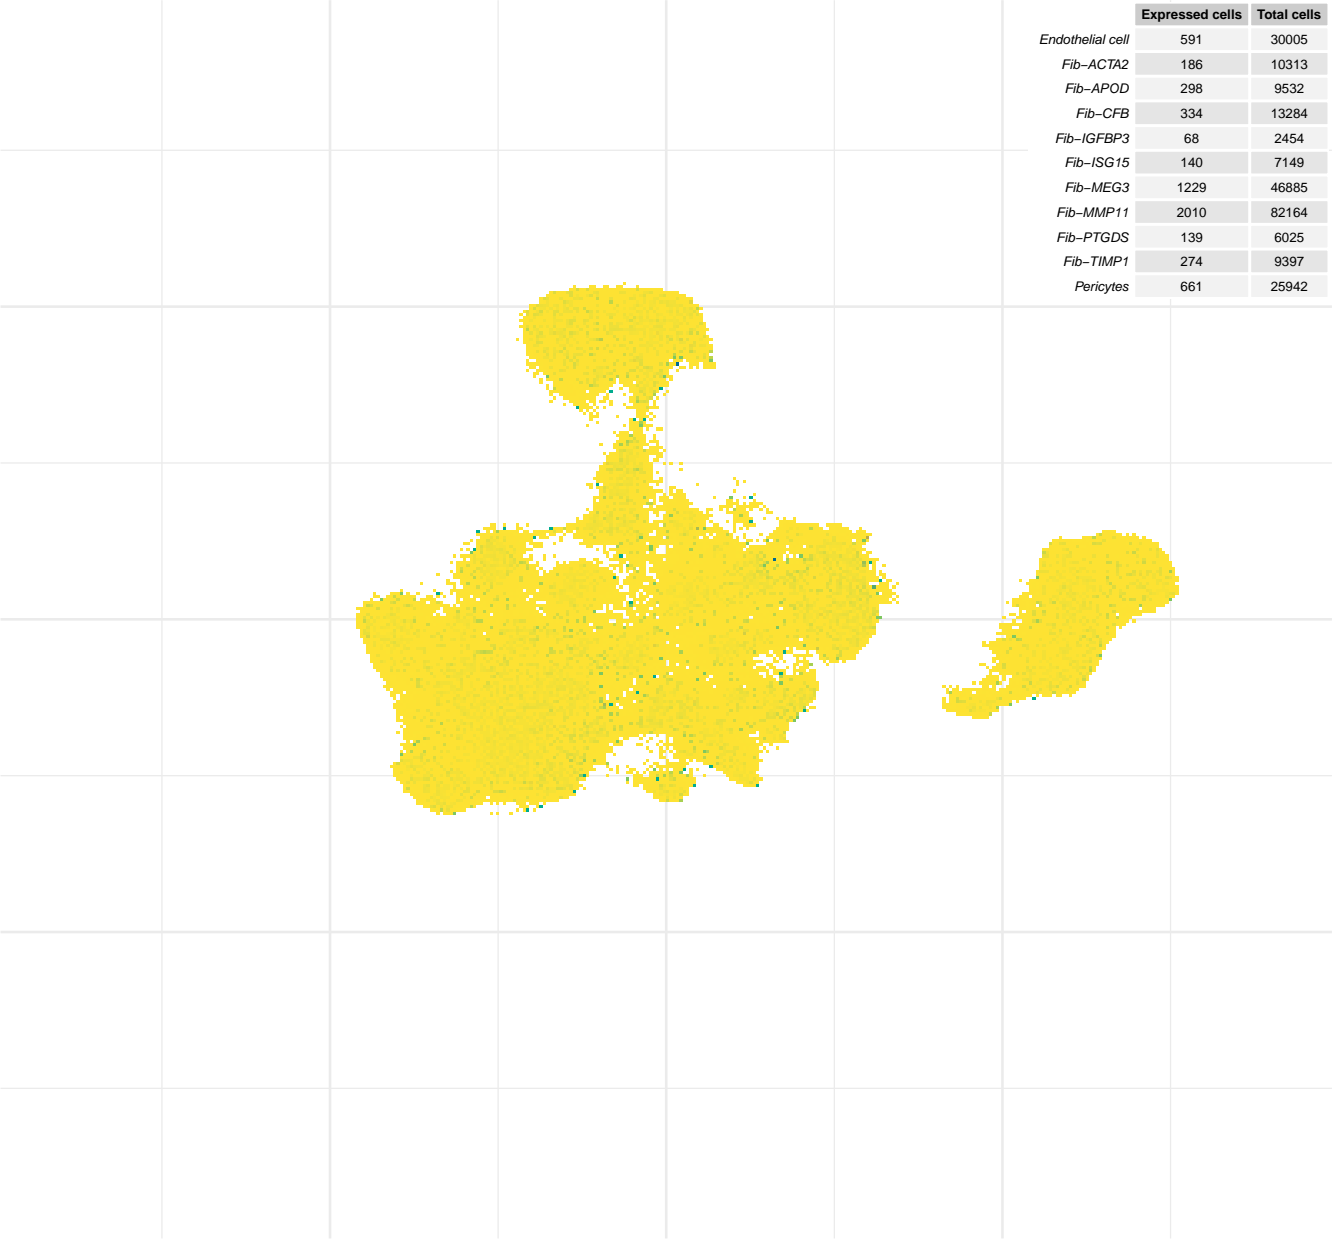 Expressed cells Total cells
Endothelial cell 591 30005
Fib−ACTA2 186 10313
Fib−APOD 298 9532
Fib−CFB 334 13284
Fib−IGFBP3 68 2454
Fib−ISG15 140 7149
Fib−MEG3 1229 46885
Fib−MMP11 2010 82164
Fib−PTGDS 139 6025
Fib−TIMP1 274 9397
Pericytes 661 25942